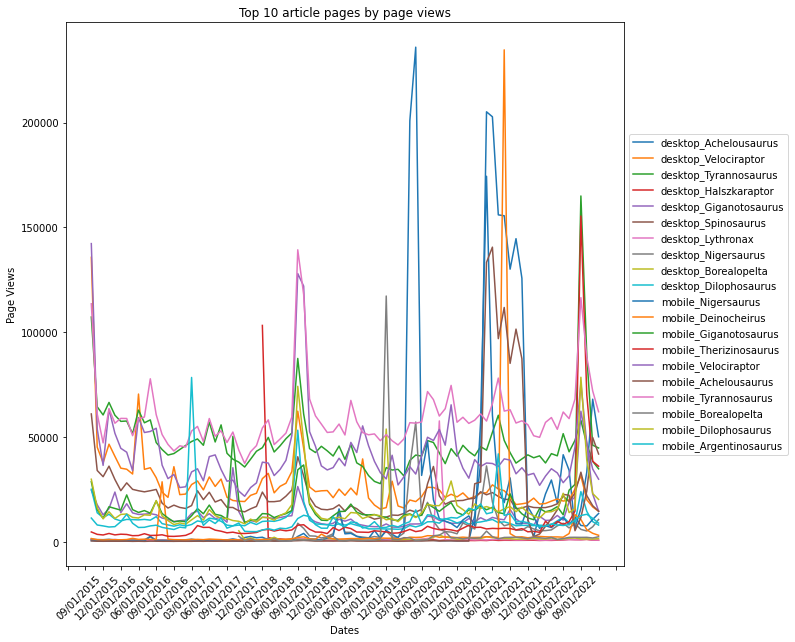 Top 10 article pages by page views
Page Views
200000
150000
100000
50000
0
09/01/2015
12/01/2015
03/01/2016
06/01/2016
09/01/2016
12/01/2016
03/01/2017
06/01/2017
09/01/2017
12/01/2017
03/01/2018
06/01/2018
09/01/2018
12/01/2018
03/01/2019
06/01/2019
09/01/2019
12/01/2019
03/01/2020
06/01/2020
09/01/2020
12/01/2020
03/01/2021
06/01/2021
09/01/2021
12/01/2021
03/01/2022
06/01/2022
09/01/2022
Dates
desktop_Achelousaurus
desktop_Velociraptor
desktop_Tyrannosaurus
desktop_Halszkaraptor
desktop_Giganotosaurus
desktop_Spinosaurus
desktop_Lythronax
desktop_Nigersaurus
desktop_Borealopelta
desktop_Dilophosaurus
mobile_Nigersaurus
mobile_Deinocheirus
mobile_Giganotosaurus
mobile_Therizinosaurus
mobile_Velociraptor
mobile_Achelousaurus
mobile_Tyrannosaurus
mobile_Borealopelta
mobile_Dilophosaurus
mobile_Argentinosaurus